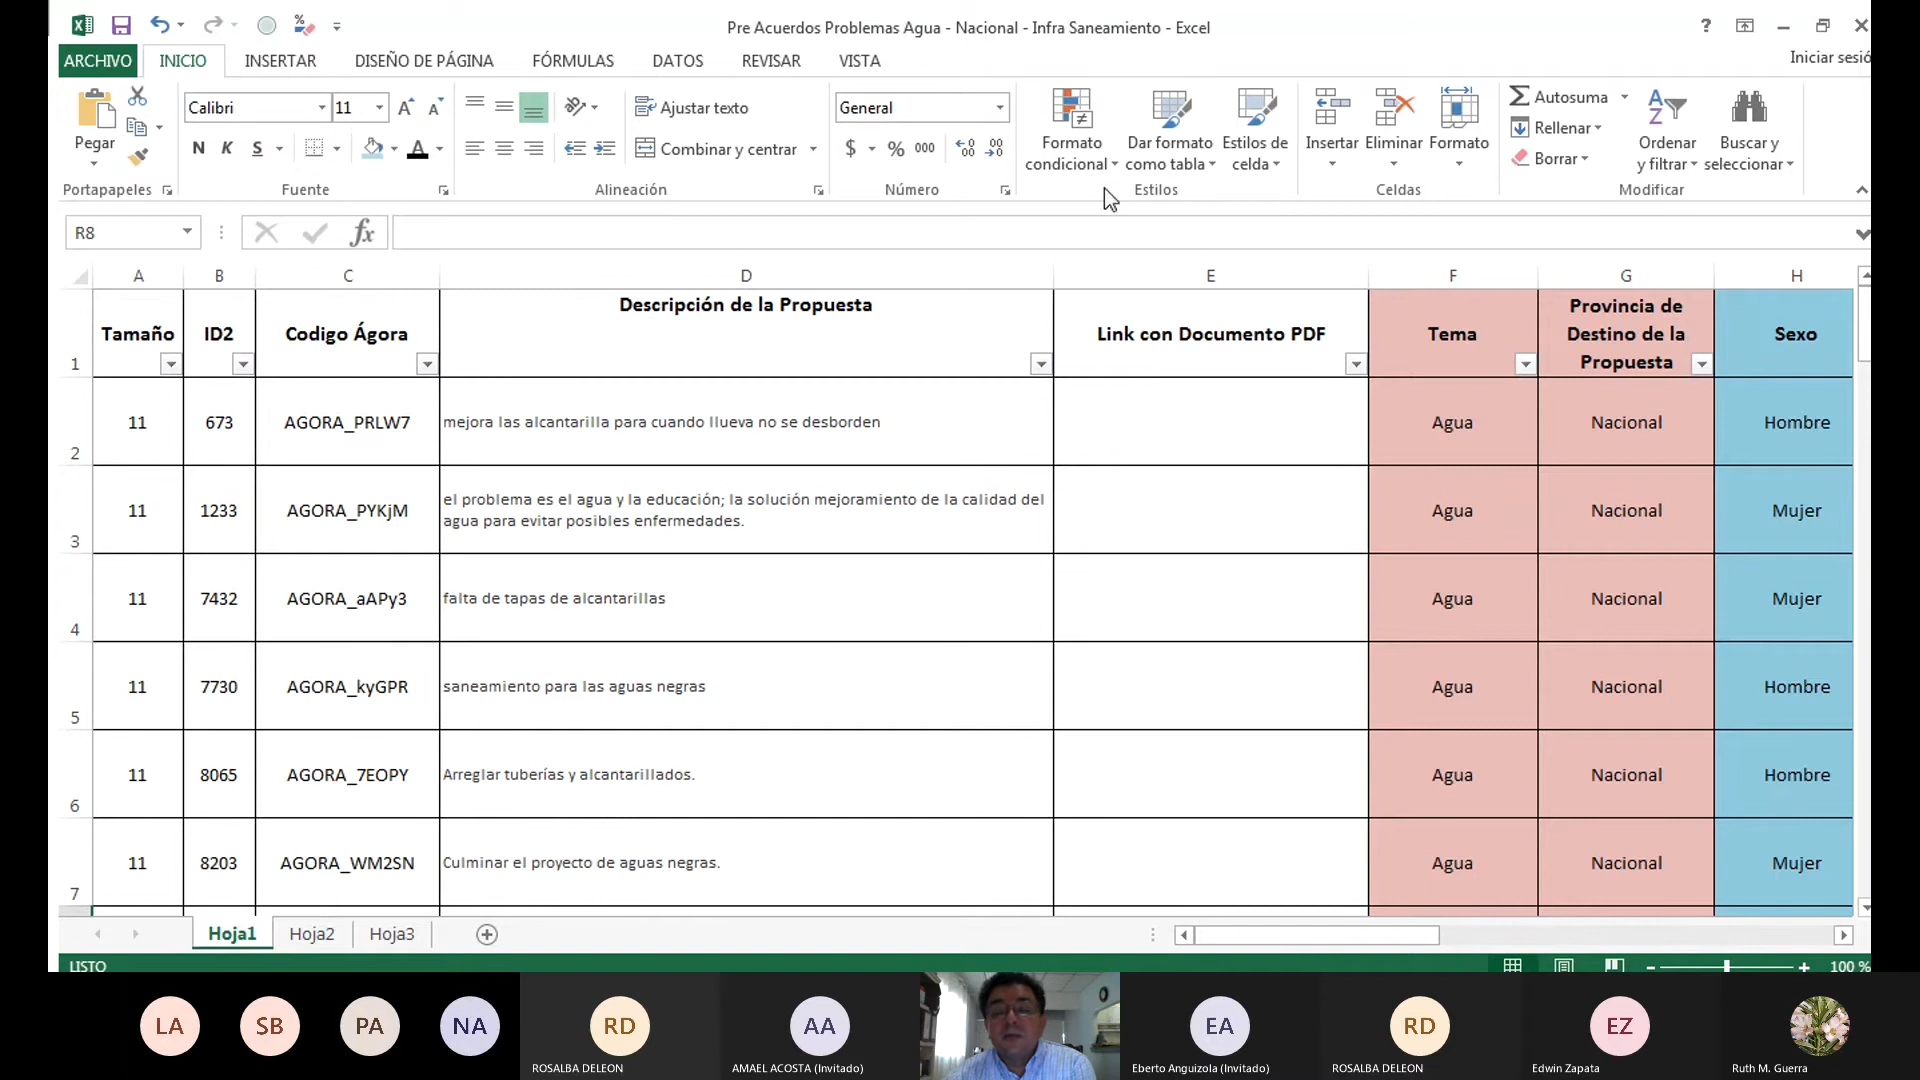 Pre Acuerdos Problemas Agua - Nacional - Infra Saneamiento - Excel
?
ARCHIVO INICIO INSERTAR DISEÑO DE PÁGINA FÓRMULAS DATOS REVISAR VISTA Iniciar sesió
Pegar
Portapapeles
Calibri 11
N K S
Fuente
Ajustar texto
Combinar y centrar
Alineación
General
$ % 000
Número
Formato condicional
Dar formato como tabla
Estilos de celda
Estilos
Insertar Eliminar Formato
Celdas
Autosuma
Rellenar
Borrar
Ordenar y filtrar
Buscar y seleccionar
Modificar
R8 fx
A B C D E F G H
1 Tamaño ID2 Codigo Ágora Descripción de la Propuesta Link con Documento PDF Tema Provincia de Destino de la Propuesta Sexo
2 11 673 AGORA_PRLW7 mejora las alcantarilla para cuando llueva no se desborden Agua Nacional Hombre
3 11 1233 AGORA_PYKjM el problema es el agua y la educación; la solución mejoramiento de la calidad del
agua para evitar posibles enfermedades. Agua Nacional Mujer
4 11 7432 AGORA_aAPy3 falta de tapas de alcantarillas Agua Nacional Mujer
5 11 7730 AGORA_kyGPR saneamiento para las aguas negras Agua Nacional Hombre
6 11 8065 AGORA_7EOPY Arreglar tuberías y alcantarillados. Agua Nacional Hombre
7 11 8203 AGORA_WM2SN Culminar el proyecto de aguas negras. Agua Nacional Mujer
Hoja1 Hoja2 Hoja3
LISTO 100 %
LA SB PA NA RD AA EA RD EZ
ROSALBA DELEON AMAEL ACOSTA (Invitado) Eberto Anguizola (Invitado) ROSALBA DELEON Edwin Zapata Ruth M. Guerra